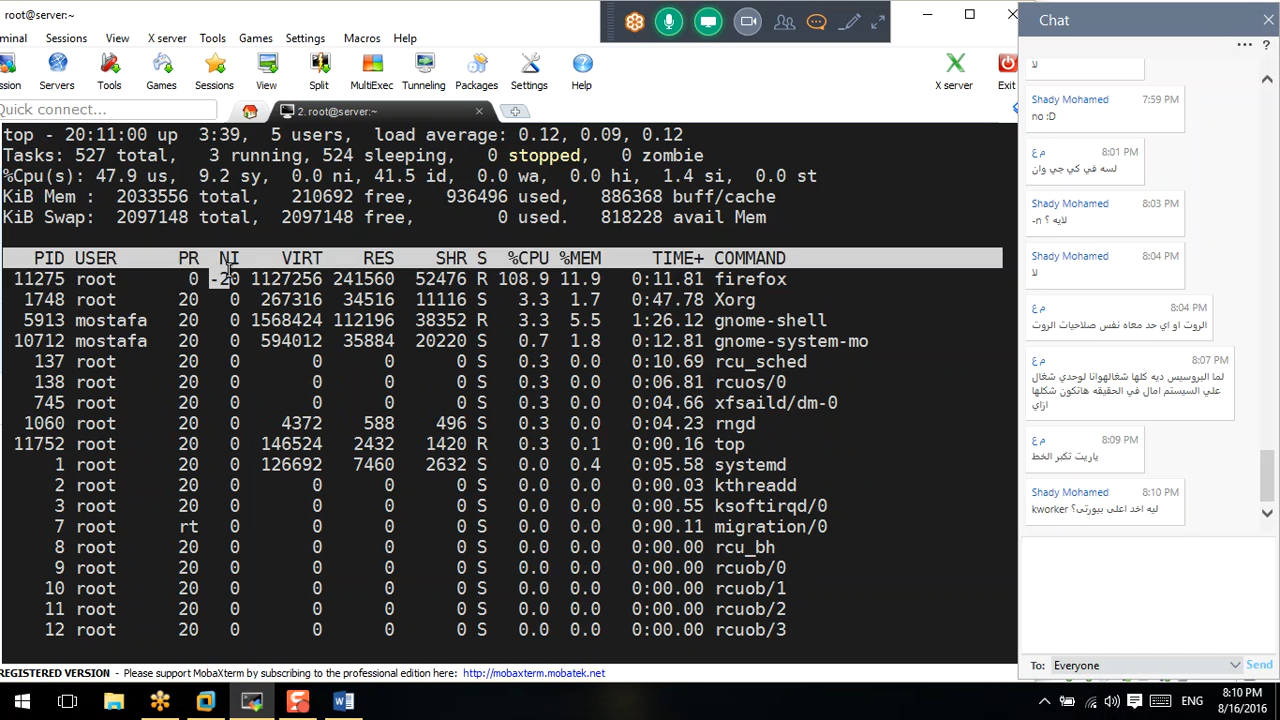 root@server:~
minal Sessions View X server Tools Games Settings Macros Help
sion Servers Tools Games Sessions View Split MultiExec Tunneling Packages Settings Help X server Exit
Quick connect...
2. root@server:~
top - 20:11:00 up 3:39, 5 users, load average: 0.12, 0.09, 0.12
Tasks: 527 total, 3 running, 524 sleeping, 0 stopped, 0 zombie
%Cpu(s): 47.9 us, 9.2 sy, 0.0 ni, 41.5 id, 0.0 wa, 0.0 hi, 1.4 si, 0.0 st
KiB Mem : 2033556 total, 210692 free, 936496 used, 886368 buff/cache
KiB Swap: 2097148 total, 2097148 free, 0 used. 818228 avail Mem
PID USER PR NI VIRT RES SHR S %CPU %MEM TIME+ COMMAND
11275 root 0 -20 1127256 241560 52476 R 108.9 11.9 0:11.81 firefox
1748 root 20 0 267316 34516 11116 S 3.3 1.7 0:47.78 Xorg
5913 mostafa 20 0 1568424 112196 38352 R 3.3 5.5 1:26.12 gnome-shell
10712 mostafa 20 0 594012 35884 20220 S 0.7 1.8 0:12.81 gnome-system-mo
137 root 20 0 0 0 0 S 0.3 0.0 0:10.69 rcu_sched
138 root 20 0 0 0 0 S 0.3 0.0 0:06.81 rcuos/0
745 root 20 0 0 0 0 S 0.3 0.0 0:04.66 xfsaild/dm-0
1060 root 20 0 4372 588 496 S 0.3 0.0 0:04.23 rngd
11752 root 20 0 146524 2432 1420 R 0.3 0.1 0:00.16 top
1 root 20 0 126692 7460 2632 S 0.0 0.4 0:05.58 systemd
2 root 20 0 0 0 0 S 0.0 0.0 0:00.03 kthreadd
3 root 20 0 0 0 0 S 0.0 0.0 0:00.55 ksoftirqd/0
7 root rt 0 0 0 0 S 0.0 0.0 0:00.11 migration/0
8 root 20 0 0 0 0 S 0.0 0.0 0:00.00 rcu_bh
9 root 20 0 0 0 0 S 0.0 0.0 0:00.00 rcuob/0
10 root 20 0 0 0 0 S 0.0 0.0 0:00.00 rcuob/1
11 root 20 0 0 0 0 S 0.0 0.0 0:00.00 rcuob/2
12 root 20 0 0 0 0 S 0.0 0.0 0:00.00 rcuob/3
REGISTERED VERSION - Please support MobaXterm by subscribing to the professional edition here: http://mobaxterm.mobatek.net
Chat
لا
Shady Mohamed 7:59 PM
no :D
م ع 8:01 PM
لسه في كي جي وان
Shady Mohamed 8:03 PM
لايه ؟ n-
Shady Mohamed 8:04 PM
لا
Shady Mohamed 8:04 PM
الروت او اي حد معاه نفس صلاحيات الروت
م ع 8:07 PM
لما البروسيس ديه كلها شغالهوانا لوحدي شغال
علي السيستم امال في الحقيقه هاتكون شكلها
ازاي
م ع 8:09 PM
ياريت تكبر الخط
Shady Mohamed 8:10 PM
ليه اخد اعلى بيورتى؟ kworker
To: Everyone Send
ENG
8:10 PM
8/16/2016